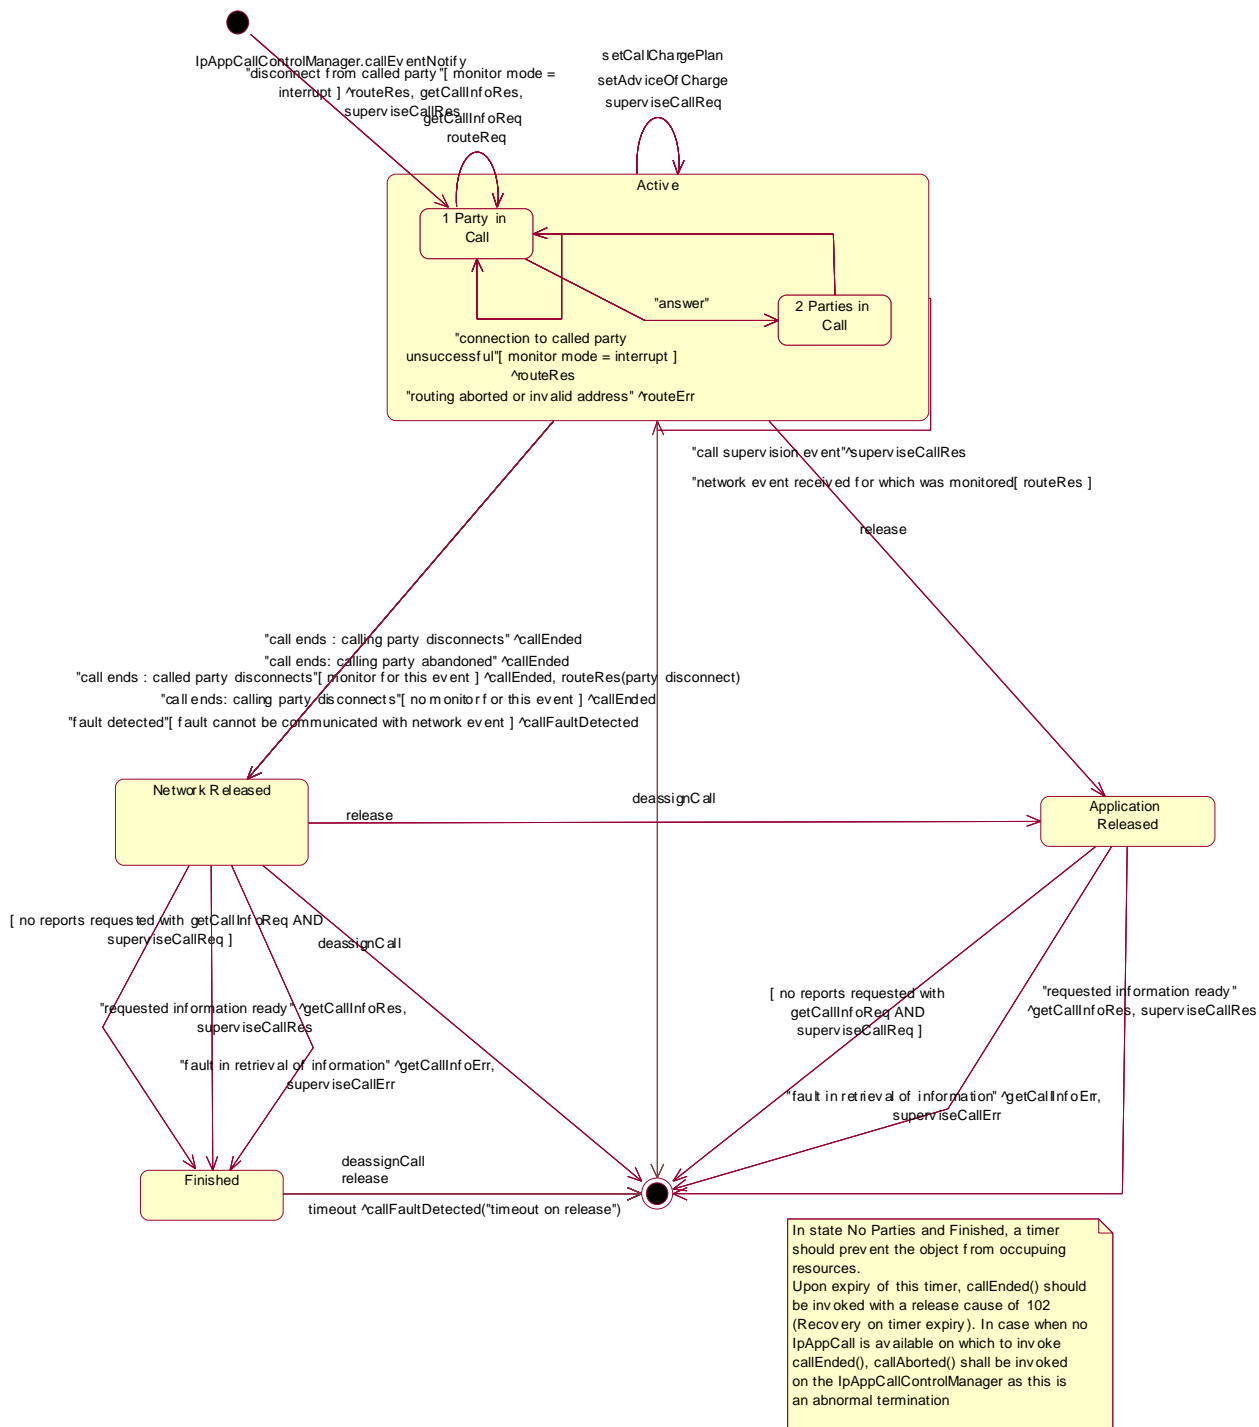 IpAppCallControlManager.callEventNotify
"disconnect from called party"[ monitor mode =
interrupt ] ^routeRes, getCallInfoRes,
superviseCallRes
getCallInfoReq
routeReq
setCallChargePlan
setAdviceOfCharge
superviseCallReq
Active
1 Party in
Call
"answer"
2 Parties in
Call
"connection to called party
unsuccessful"[ monitor mode = interrupt ]
^routeRes
"routing aborted or invalid address" ^routeErr
"call supervision event"^superviseCallRes
"network event received for which was monitored[ routeRes ]
release
"call ends : calling party disconnects" ^callEnded
"call ends: calling party abandoned" ^callEnded
"call ends : called party disconnects"[ monitor for this event ] ^callEnded, routeRes(party disconnect)
"call ends: calling party disconnects"[ no monitor for this event ] ^callEnded
"fault detected"[ fault cannot be communicated with network event ] ^callFaultDetected
Network Released
release
deassignCall
Application
Released
[ no reports requested with getCallInfoReq AND
superviseCallReq ]
deassignCall
"requested information ready" ^getCallInfoRes,
superviseCallRes
"fault in retrieval of information" ^getCallInfoErr,
superviseCallErr
[ no reports requested with
getCallInfoReq AND
superviseCallReq ]
"requested information ready"
^getCallInfoRes, superviseCallRes
"fault in retrieval of information" ^getCallInfoErr,
superviseCallErr
Finished
deassignCall
release
timeout ^callFaultDetected("timeout on release")
In state No Parties and Finished, a timer
should prevent the object from occupuing
resources.
Upon expiry of this timer, callEnded() should
be invoked with a release cause of 102
(Recovery on timer expiry). In case when no
IpAppCall is available on which to invoke
callEnded(), callAborted() shall be invoked
on the IpAppCallControlManager as this is
an abnormal termination